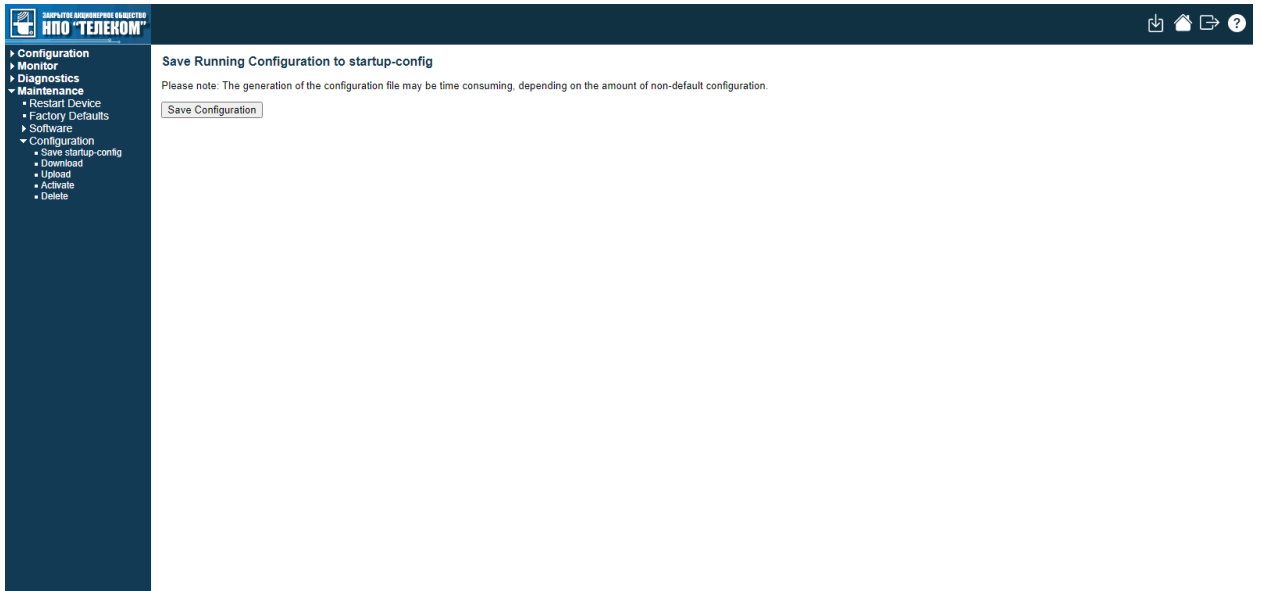 ЗАКРЫТОЕ АКЦИОНЕРНОЕ ОБЩЕСТВО
НПО "ТЕЛЕКОМ"
Configuration
Monitor
Diagnostics
Maintenance
Restart Device
Factory Defaults
Software
Configuration
Save startup-config
Download
Upload
Activate
Delete
Save Running Configuration to startup-config
Please note: The generation of the configuration file may be time consuming, depending on the amount of non-default configuration.
Save Configuration